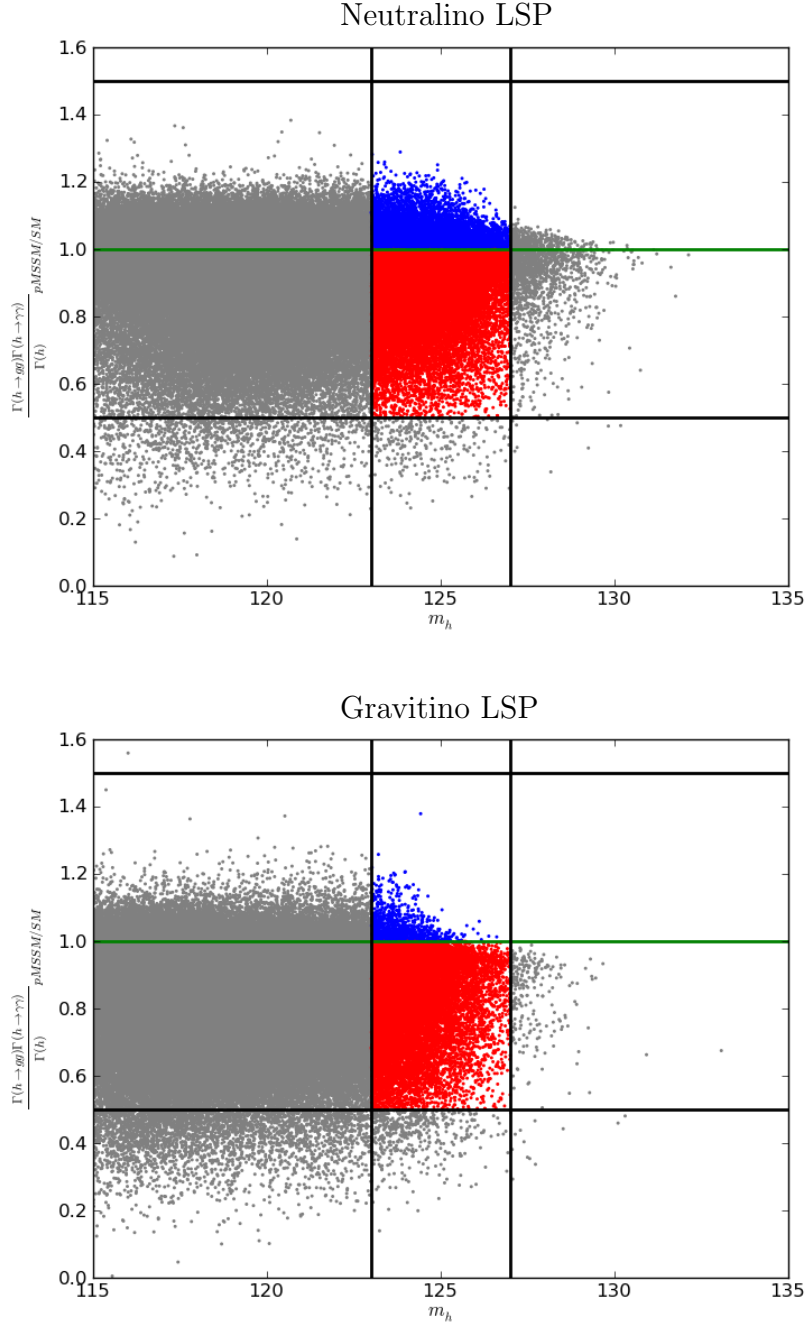 Neutralino LSP
1.6
1.4
1.2
1.0
0.8
0.6
0.4
0.2
0.0
Γ(h→gg)Γ(h→γγ)
Γ(h)
pMSSM/SM
115
120
125
130
135
m_h
Gravitino LSP
1.6
1.4
1.2
1.0
0.8
0.6
0.4
0.2
0.0
Γ(h→gg)Γ(h→γγ)
Γ(h)
pMSSM/SM
115
120
125
130
135
m_h